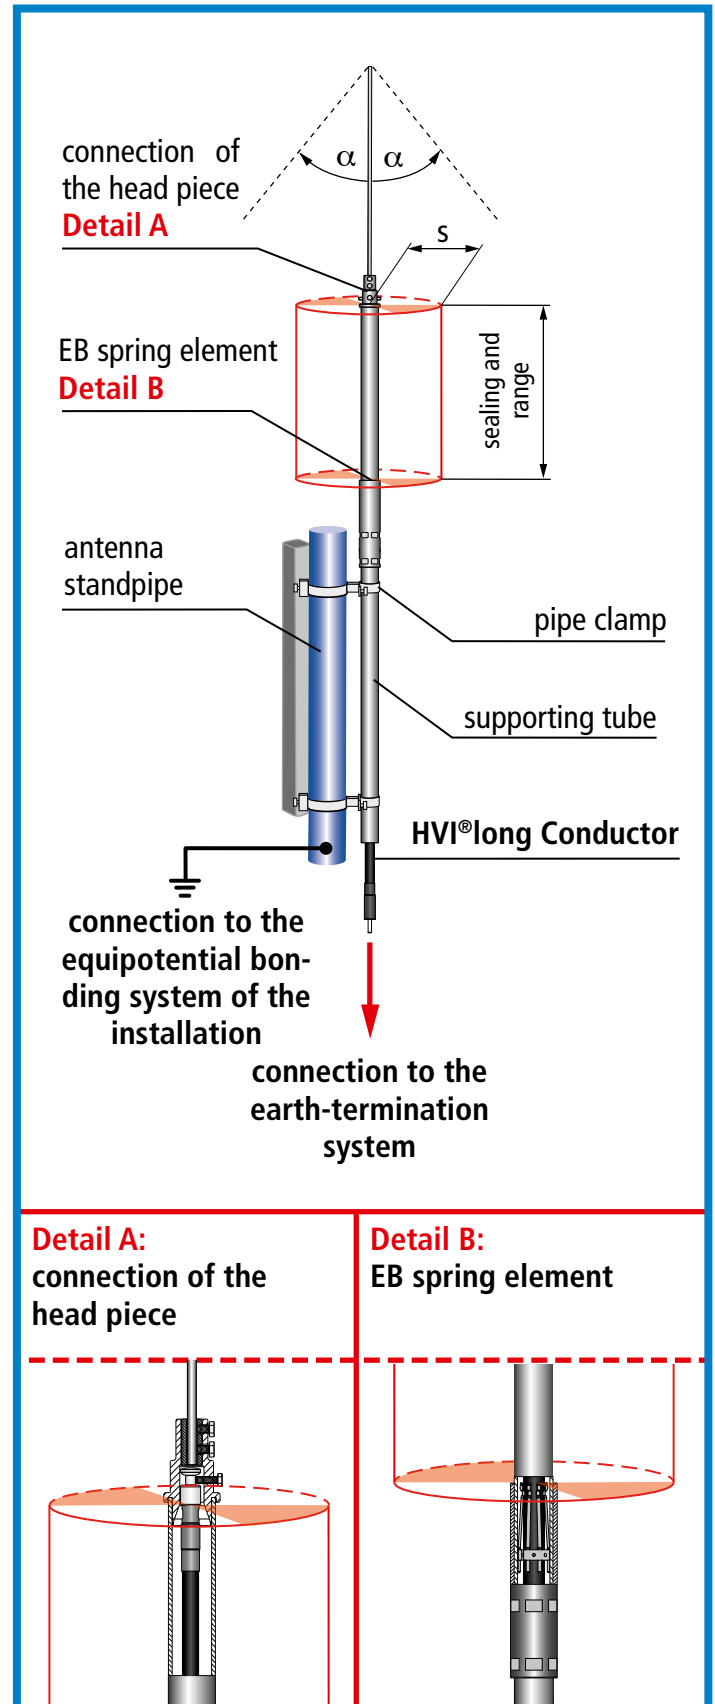 α α
connection of
the head piece
Detail A
s
EB spring element
Detail B
sealing and
range
antenna
standpipe
pipe clamp
supporting tube
HVI®long Conductor
connection to the
equipotential bon-
ding system of the
installation
connection to the
earth-termination
system
Detail A:
connection of the
head piece
Detail B:
EB spring element